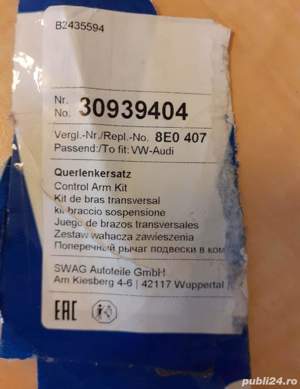 B2435594
Nr.
No. 30939404
Vergl.-Nr./Repl.-No. 8E0 407
Passend:/To fit: VW-Audi
Querlenkersatz
Control Arm Kit
Kit de bras transversal
kit braccio sospensione
Juego de brazos transversales
Zestaw wahacza zawieszenia
Поперечный рычаг подвески в ком
SWAG Autoteile GmbH
Am Kiesberg 4-6 | 42117 Wuppertal
EAC
publi24.ro